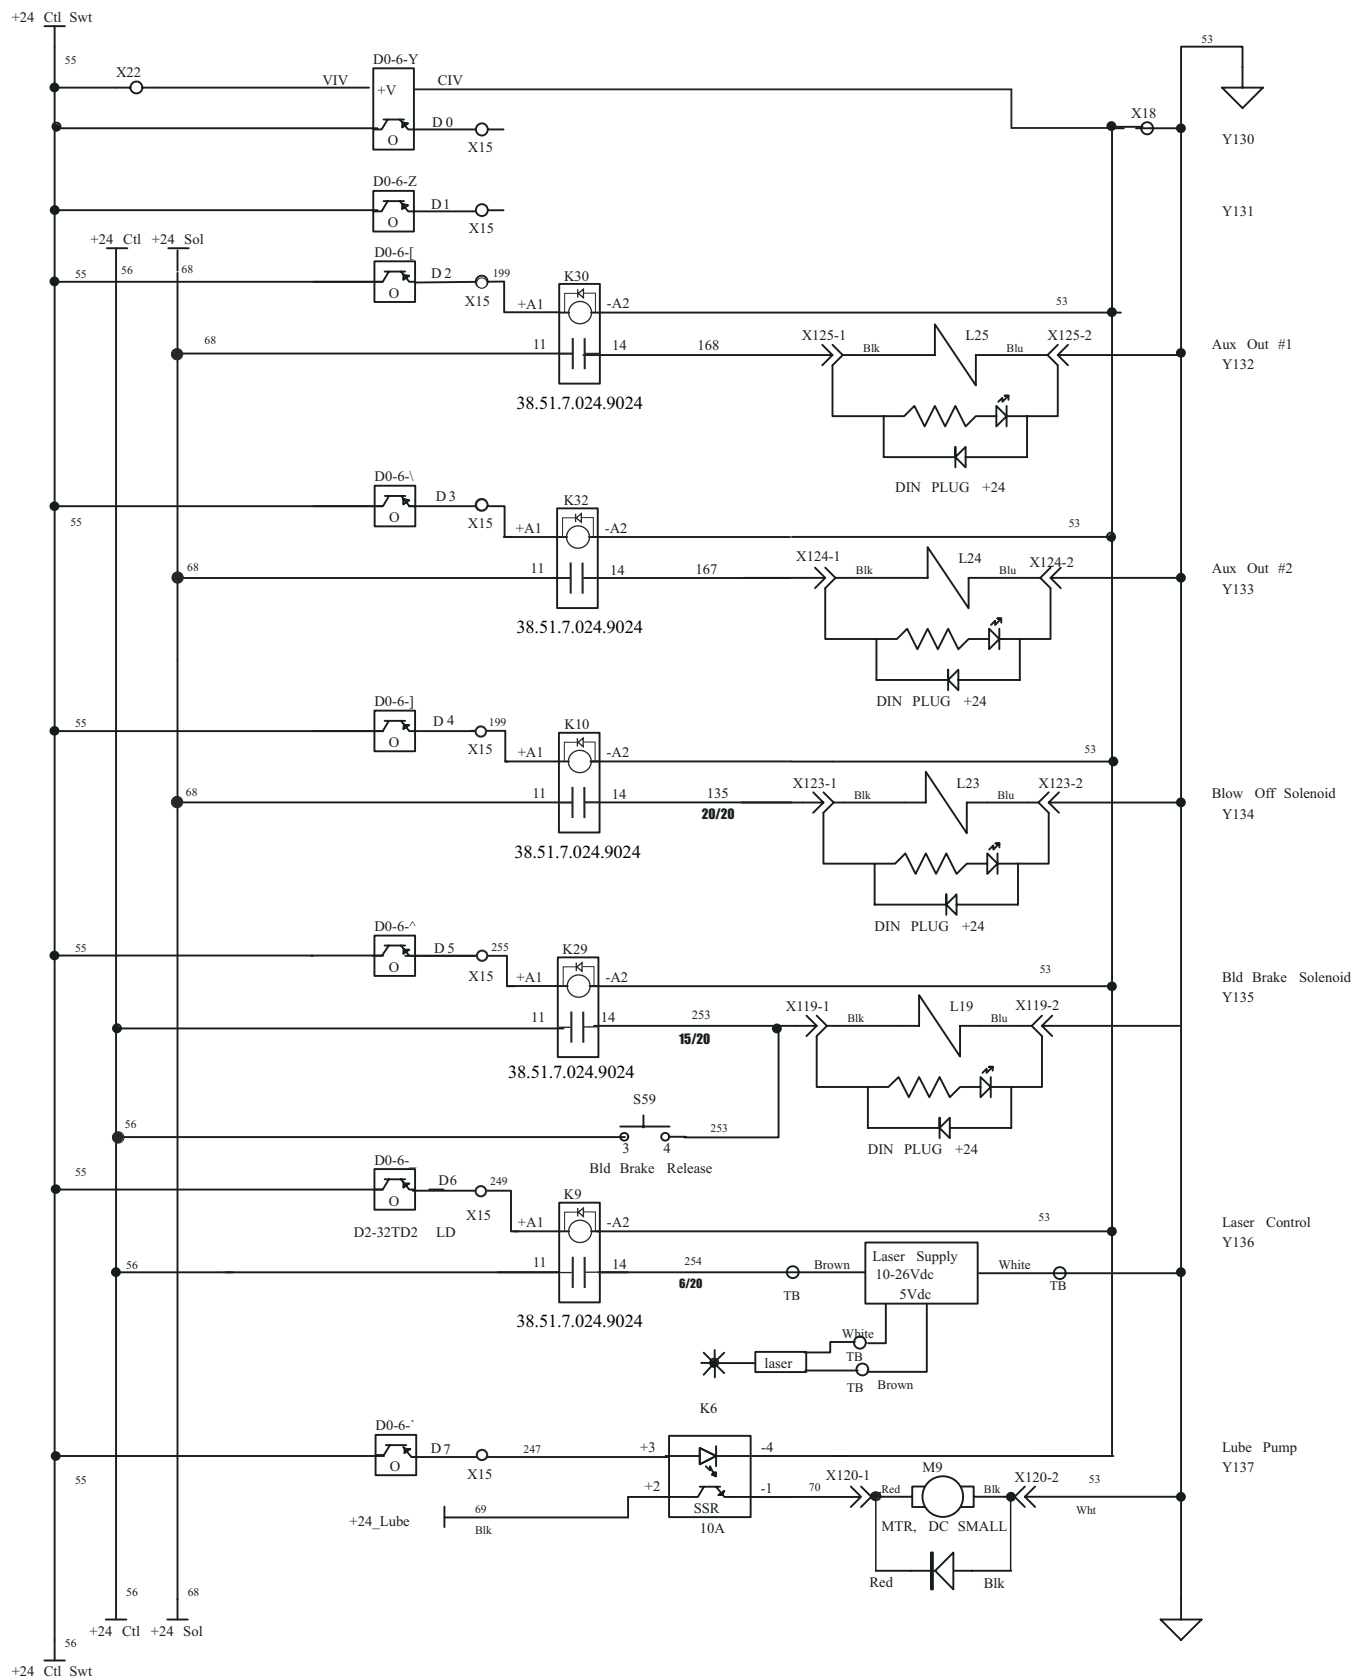 +24 Ctl Swt
55
53
D0-6-Y
X22
VIV
CIV
+V
D0
O
X15
X18
Y130
D0-6-Z
D1
O
X15
Y131
+24 Ctl
+24 Sol
D0-6-[
55
56
68
D2
199
O
X15
K30
+A1
-A2
53
68
11
14
168
X125-1
Blk
L25
Blu
X125-2
Aux Out #1
Y132
38.51.7.024.9024
DIN PLUG +24
D0-6-\
D3
O
X15
55
K32
+A1
-A2
53
68
11
14
167
X124-1
Blk
L24
Blu
X124-2
Aux Out #2
Y133
38.51.7.024.9024
DIN PLUG +24
D0-6-]
55
D4
199
O
X15
K10
+A1
-A2
53
68
11
14
135
20/20
X123-1
Blk
L23
Blu
X123-2
Blow Off Solenoid
Y134
38.51.7.024.9024
DIN PLUG +24
D0-6-^
55
D5
255
O
X15
K29
+A1
-A2
53
Bld Brake Solenoid
Y135
11
14
253
15/20
X119-1
Blk
L19
Blu
X119-2
38.51.7.024.9024
S59
56
3
4
253
Bld Brake Release
DIN PLUG +24
D0-6-_
55
D6
249
O
X15
D2-32TD2 LD
K9
+A1
-A2
53
Laser Control
Y136
56
11
14
254
6/20
TB
Brown
Laser Supply
10-26Vdc
5Vdc
White
TB
38.51.7.024.9024
White
TB
laser
TB
Brown
K6
D0-6-`
D7
O
X15
247
55
+3
-4
Lube Pump
Y137
+2
-1
SSR
10A
70
X120-1
Red
M9
Blk
X120-2
53
Wht
+24_Lube
69
Blk
MTR, DC SMALL
Red
Blk
56
68
+24 Ctl
+24 Sol
56
+24 Ctl Swt